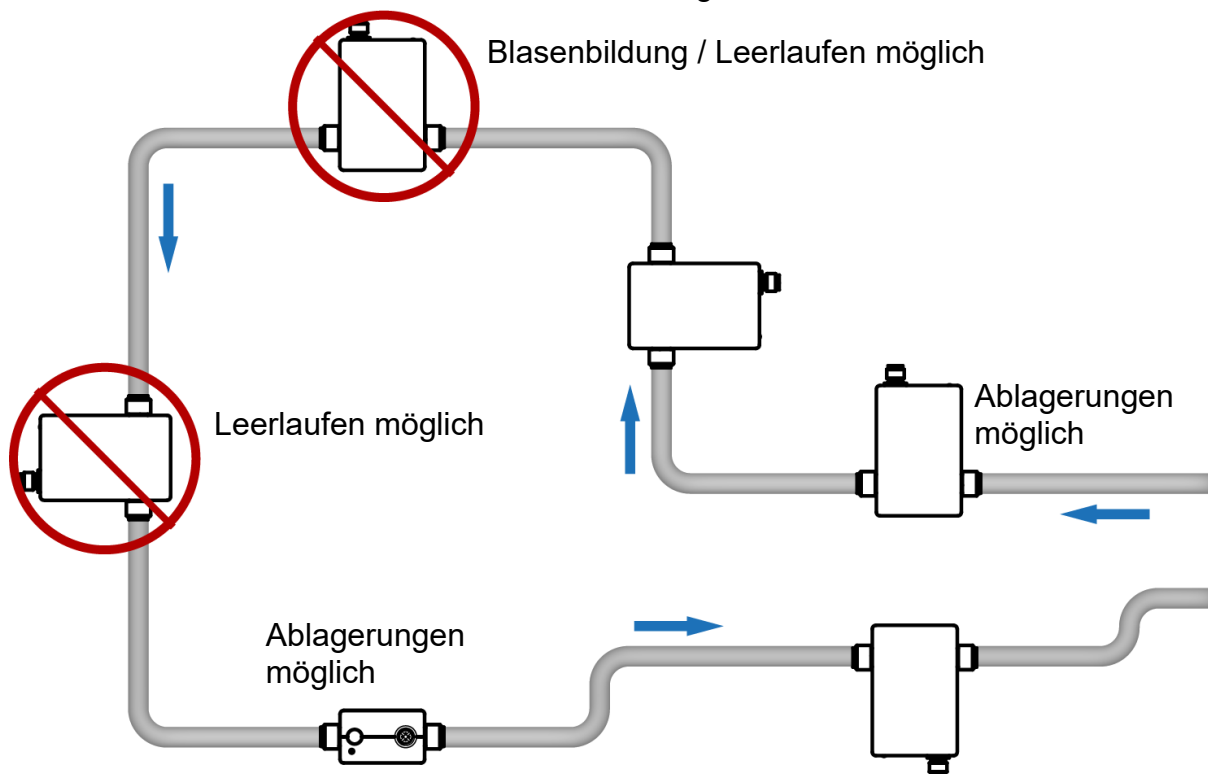 Blasenbildung / Leerlaufen möglich
Leerlaufen möglich
Ablagerungen
möglich
Ablagerungen
möglich